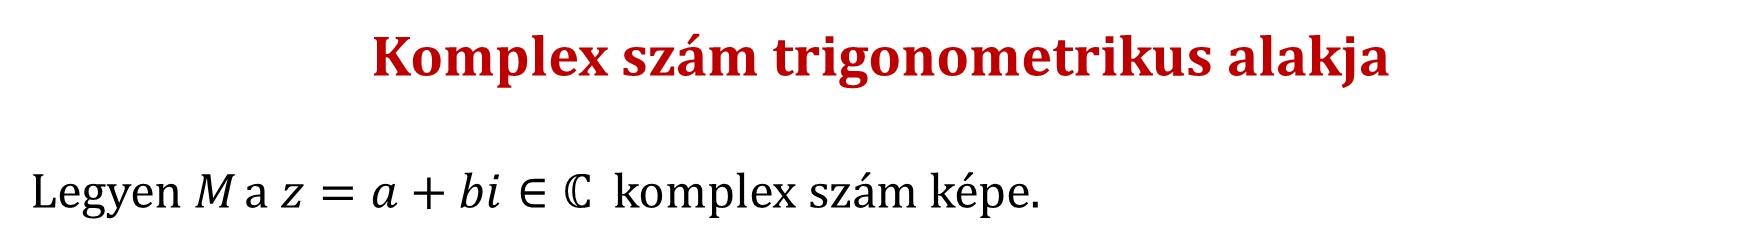 Komplex szám trigonometrikus alakja
Legyen M a z = a + bi ∈ ℂ komplex szám képe.